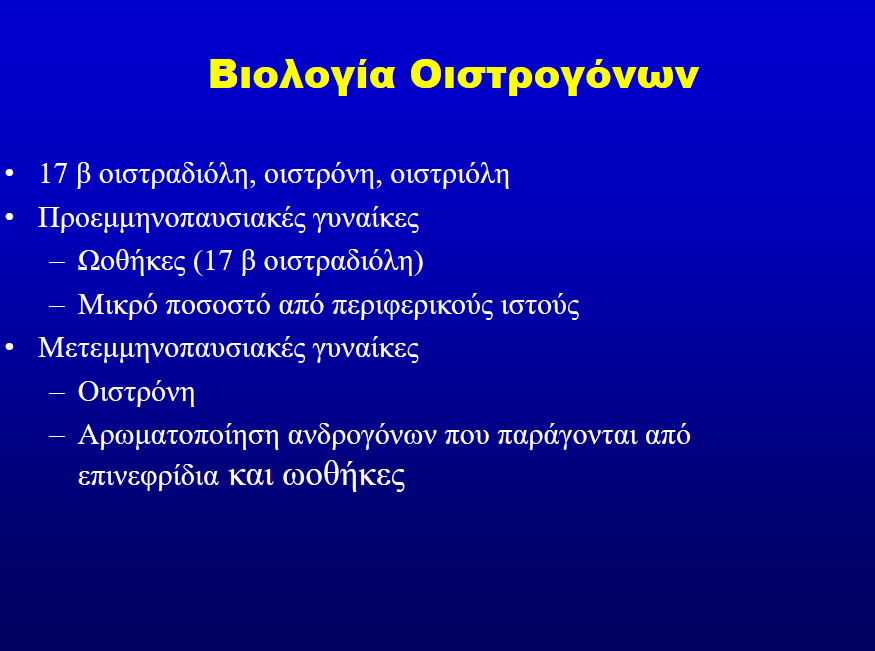 Βιολογία Οιστρογόνων
• 17 β οιστραδιόλη, οιστρόνη, οιστριόλη
• Προεμμηνοπαυσιακές γυναίκες
– Ωοθήκες (17 β οιστραδιόλη)
– Μικρό ποσοστό από περιφερικούς ιστούς
• Μετεμμηνοπαυσιακές γυναίκες
– Οιστρόνη
– Αρωματοποίηση ανδρογόνων που παράγονται από
επινεφρίδια και ωοθήκες